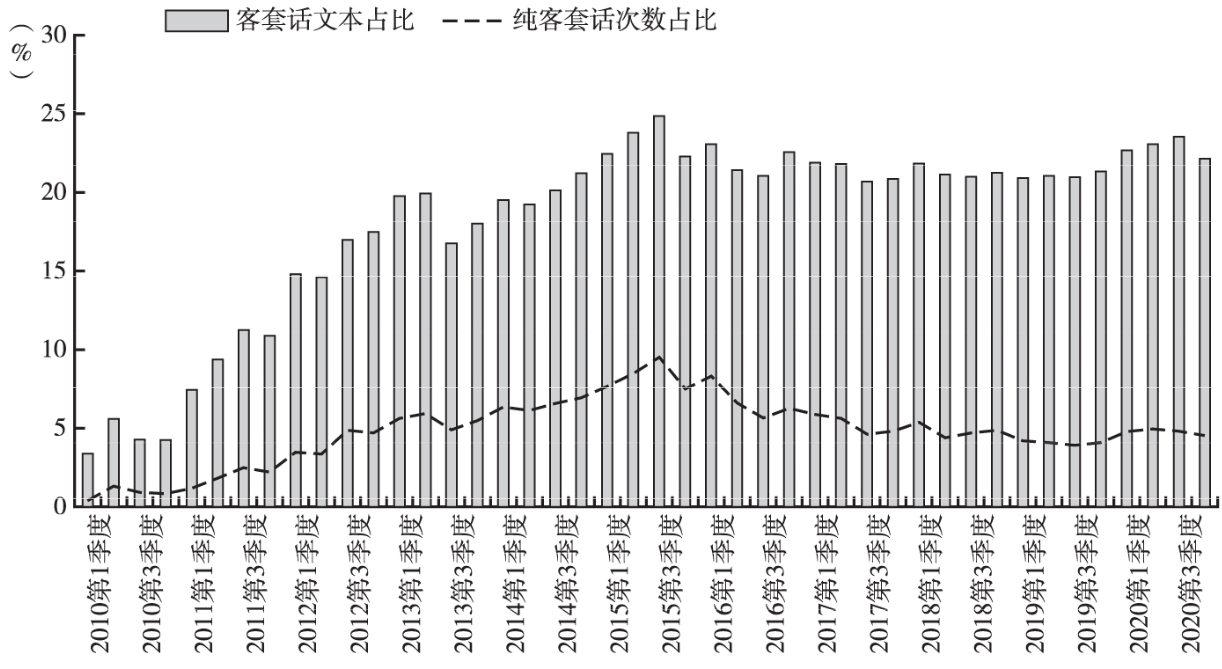 客套话文本占比 纯客套话次数占比
(%)
30
25
20
15
10
5
0
2010第1季度
2010第3季度
2011第1季度
2011第3季度
2012第1季度
2012第3季度
2013第1季度
2013第3季度
2014第1季度
2014第3季度
2015第1季度
2015第3季度
2016第1季度
2016第3季度
2017第1季度
2017第3季度
2018第1季度
2018第3季度
2019第1季度
2019第3季度
2020第1季度
2020第3季度